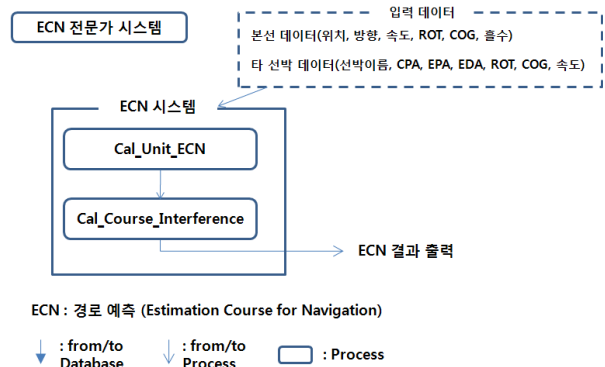 ECN 전문가 시스템
입력 데이터
본선 데이터(위치, 방향, 속도, ROT, COG, 흘수)
타 선박 데이터(선박이름, CPA, EPA, EDA, ROT, COG, 속도)
ECN 시스템
Cal_Unit_ECN
Cal_Course_Interference
ECN 결과 출력
ECN : 경로 예측 (Estimation Course for Navigation)
: from/to
Database
: from/to
Process
: Process